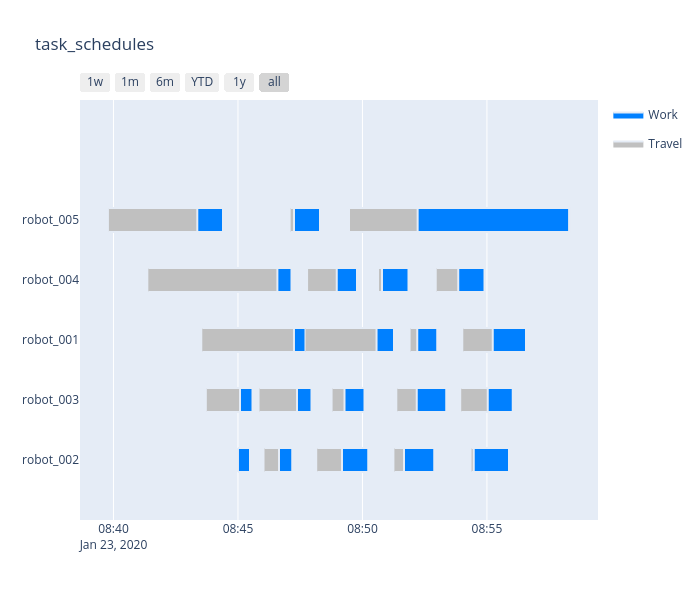 task_schedules
1w 1m 6m YTD 1y all
Work
Travel
robot_005
robot_004
robot_001
robot_003
robot_002
08:40 08:45 08:50 08:55
Jan 23, 2020